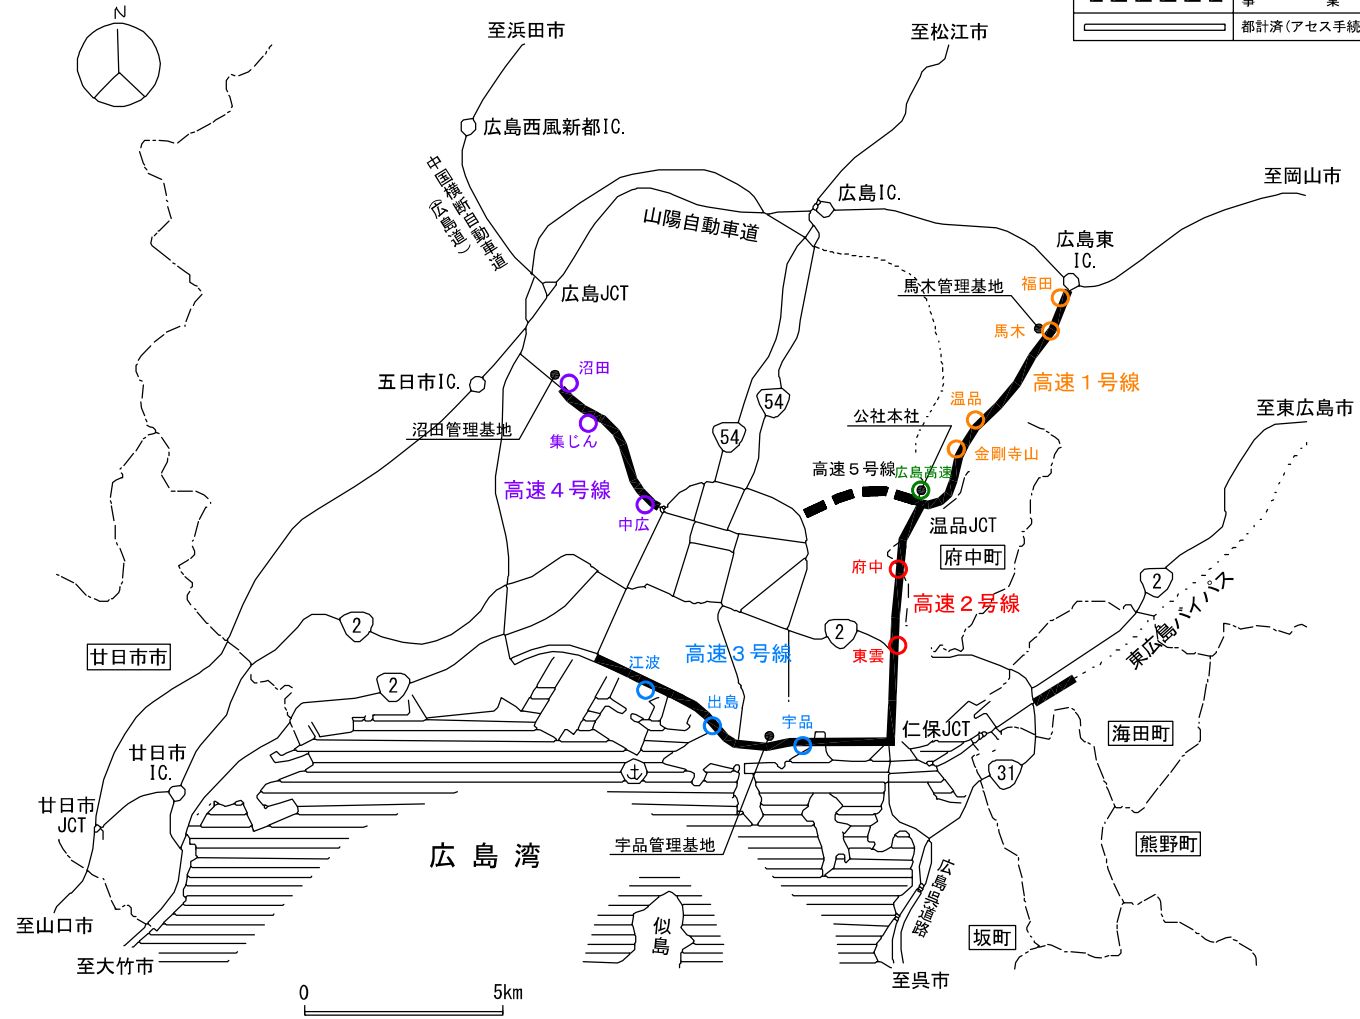 N
事 業
都計済(アセス手続
至浜田市
至松江市
広島西風新都IC.
中国横断自動車道
(広島道)
山陽自動車道
広島IC.
至岡山市
広島東
IC.
福田
馬木管理基地
馬木
広島JCT
五日市IC.
沼田
沼田管理基地
集じん
高速4号線
中広
54
54
高速1号線
温品
公社本社
金剛寺山
高速5号線
広島高速
温品JCT
府中町
至東広島市
府中
高速2号線
東雲
2
東広島バイパス
2
2
2
廿日市市
江波
高速3号線
出島
宇品
仁保JCT
海田町
31
廿日市
IC.
廿日市
JCT
広島湾
宇品管理基地
熊野町
広島呉道路
似島
坂町
至山口市
至大竹市
至呉市
0 5km